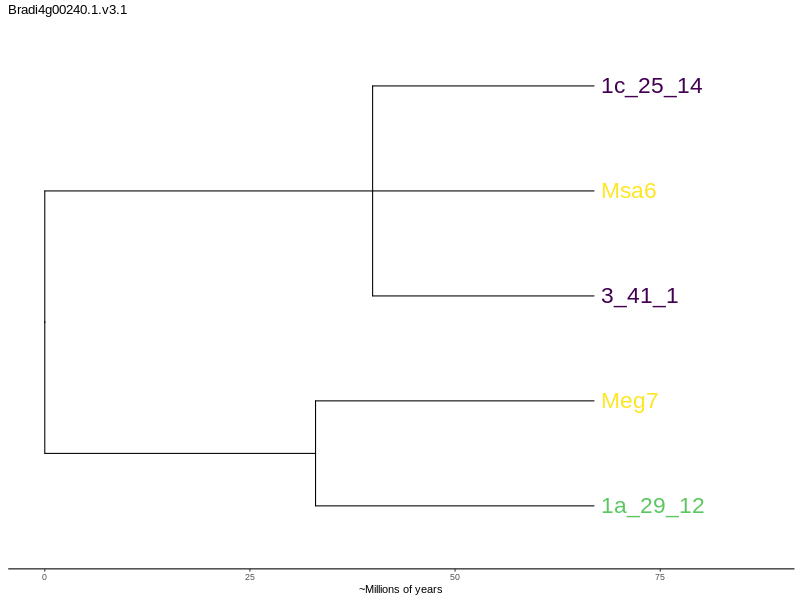 Bradi4g00240.1.v3.1
1c_25_14
Msa6
3_41_1
Meg7
1a_29_12
0 25 50 75
~Millions of years